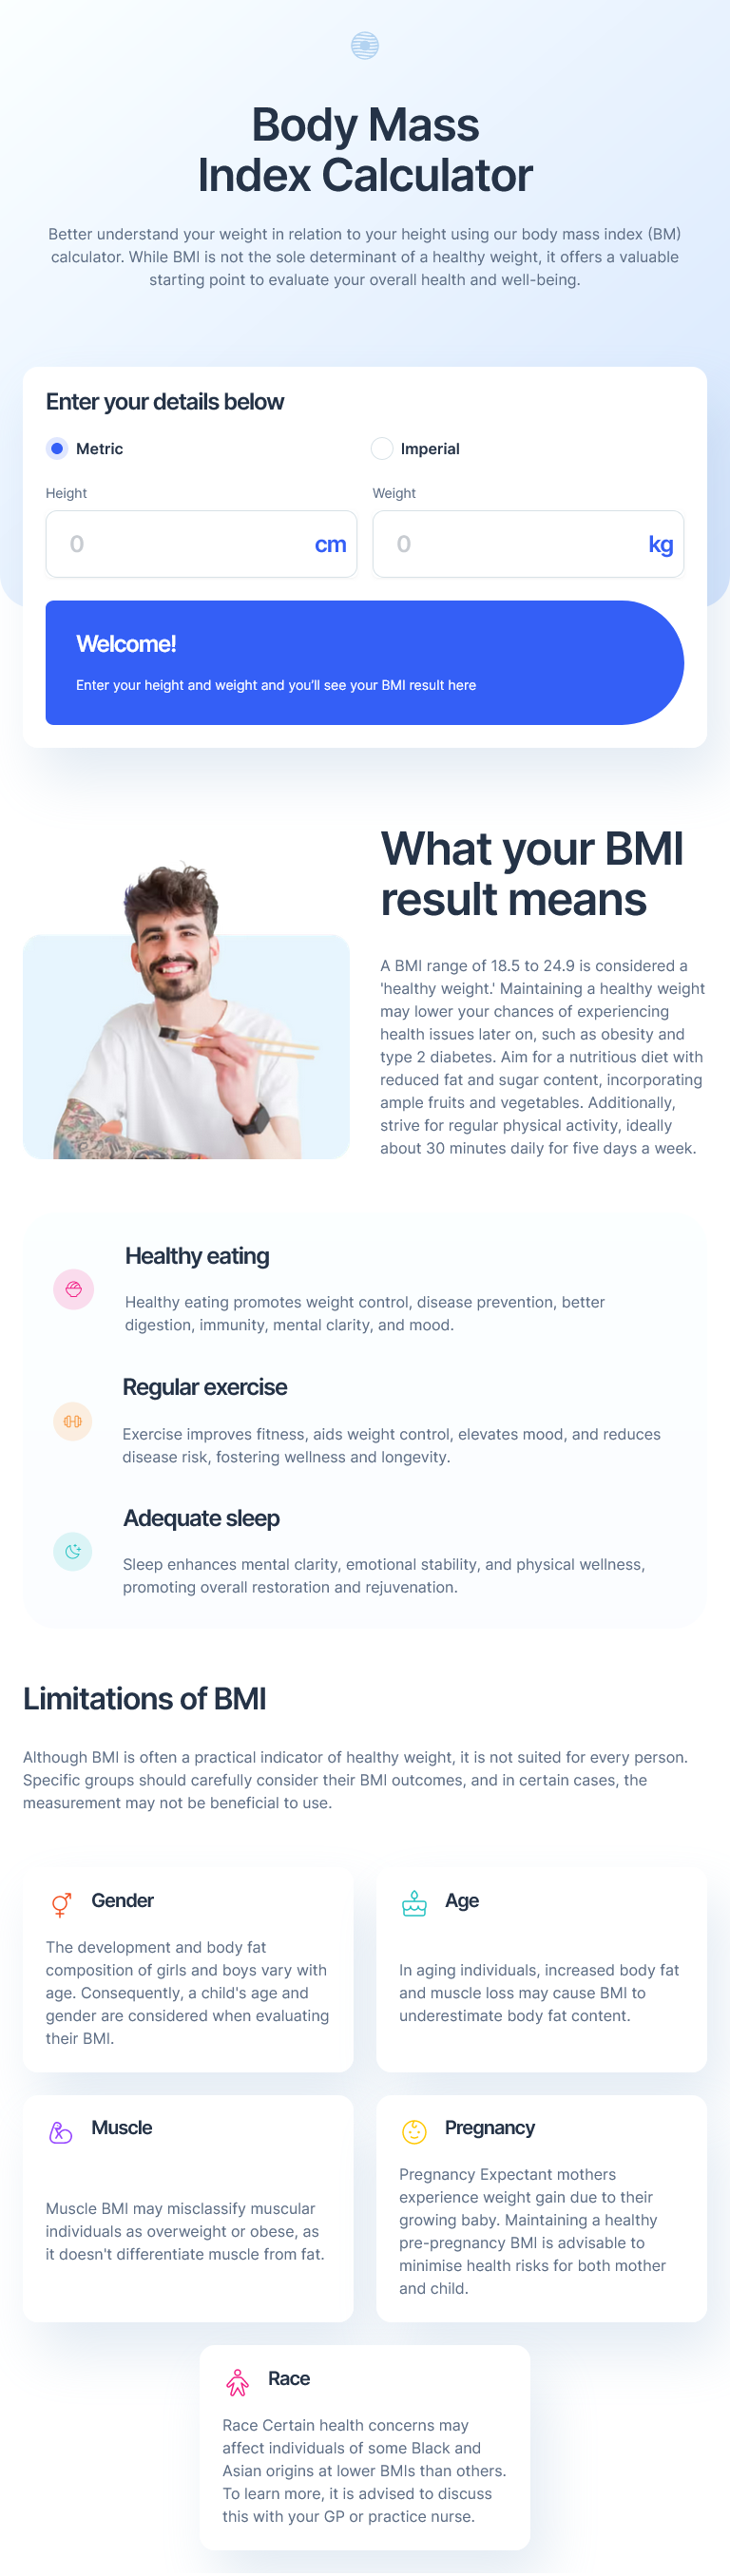 Body Mass
Index Calculator
Better understand your weight in relation to your height using our body mass index (BM)
calculator. While BMI is not the sole determinant of a healthy weight, it offers a valuable
starting point to evaluate your overall health and well-being.
Enter your details below
Metric
Imperial
Height
Weight
0 cm
0 kg
Welcome!
Enter your height and weight and you'll see your BMI result here
What your BMI
result means
A BMI range of 18.5 to 24.9 is considered a
'healthy weight.' Maintaining a healthy weight
may lower your chances of experiencing
health issues later on, such as obesity and
type 2 diabetes. Aim for a nutritious diet with
reduced fat and sugar content, incorporating
ample fruits and vegetables. Additionally,
strive for regular physical activity, ideally
about 30 minutes daily for five days a week.
Healthy eating
Healthy eating promotes weight control, disease prevention, better
digestion, immunity, mental clarity, and mood.
Regular exercise
Exercise improves fitness, aids weight control, elevates mood, and reduces
disease risk, fostering wellness and longevity.
Adequate sleep
Sleep enhances mental clarity, emotional stability, and physical wellness,
promoting overall restoration and rejuvenation.
Limitations of BMI
Although BMI is often a practical indicator of healthy weight, it is not suited for every person.
Specific groups should carefully consider their BMI outcomes, and in certain cases, the
measurement may not be beneficial to use.
Gender
The development and body fat
composition of girls and boys vary with
age. Consequently, a child's age and
gender are considered when evaluating
their BMI.
Age
In aging individuals, increased body fat
and muscle loss may cause BMI to
underestimate body fat content.
Muscle
Muscle BMI may misclassify muscular
individuals as overweight or obese, as
it doesn't differentiate muscle from fat.
Pregnancy
Pregnancy Expectant mothers
experience weight gain due to their
growing baby. Maintaining a healthy
pre-pregnancy BMI is advisable to
minimise health risks for both mother
and child.
Race
Race Certain health concerns may
affect individuals of some Black and
Asian origins at lower BMIs than others.
To learn more, it is advised to discuss
this with your GP or practice nurse.